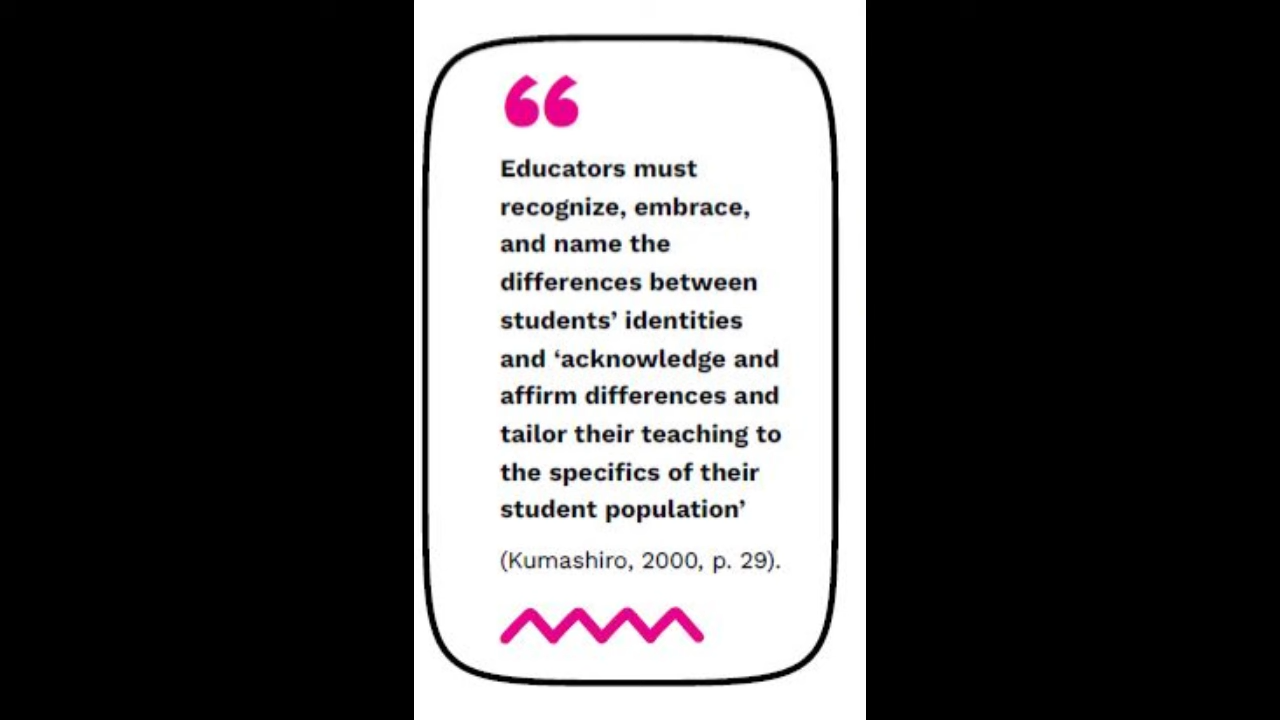 “
Educators must
recognize, embrace,
and name the
differences between
students’ identities
and ‘acknowledge and
affirm differences and
tailor their teaching to
the specifics of their
student population’
(Kumashiro, 2000, p. 29).